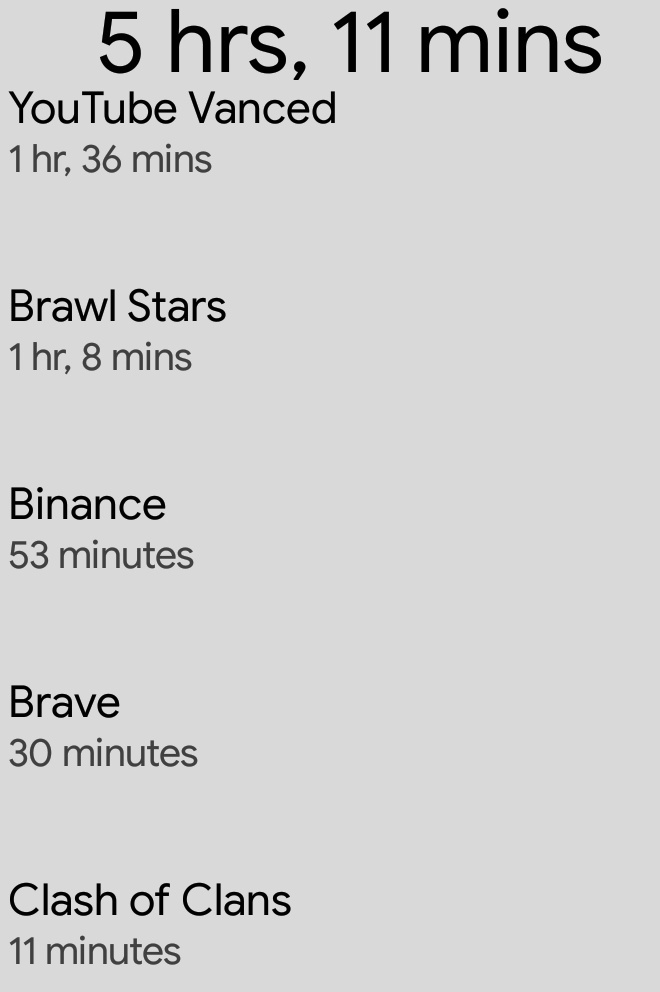 5 hrs, 11 mins
YouTube Vanced
1 hr, 36 mins
Brawl Stars
1 hr, 8 mins
Binance
53 minutes
Brave
30 minutes
Clash of Clans
11 minutes